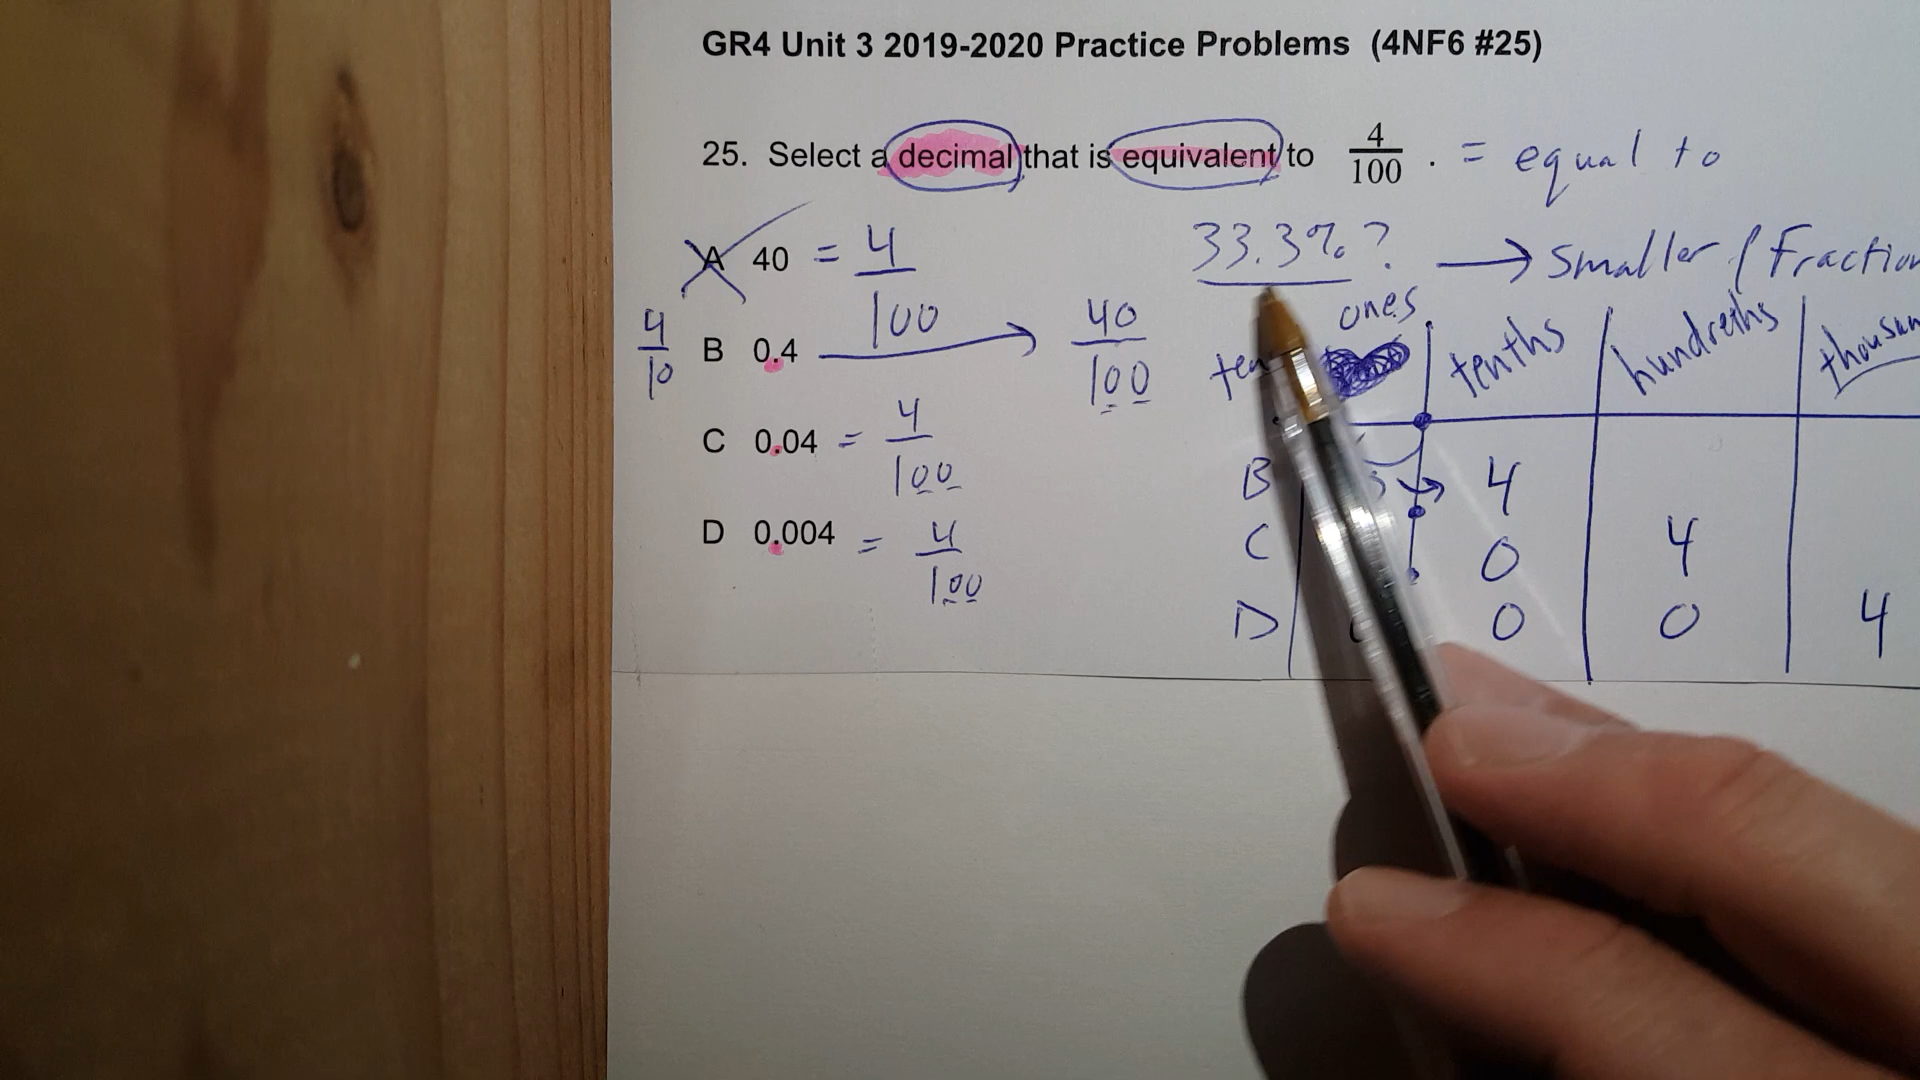 GR4 Unit 3 2019-2020 Practice Problems (4NF6 #25)
25. Select a decimal that is equivalent to 4/100 . = equal to
A 40 = 4/100
33.3%? → Smaller (Fraction
4/10 B 0.4 → 40/100
C 0.04 = 4/100
D 0.004 = 4/100
ones tenths hundreths
B 4
C 0 4
D 0 0 4